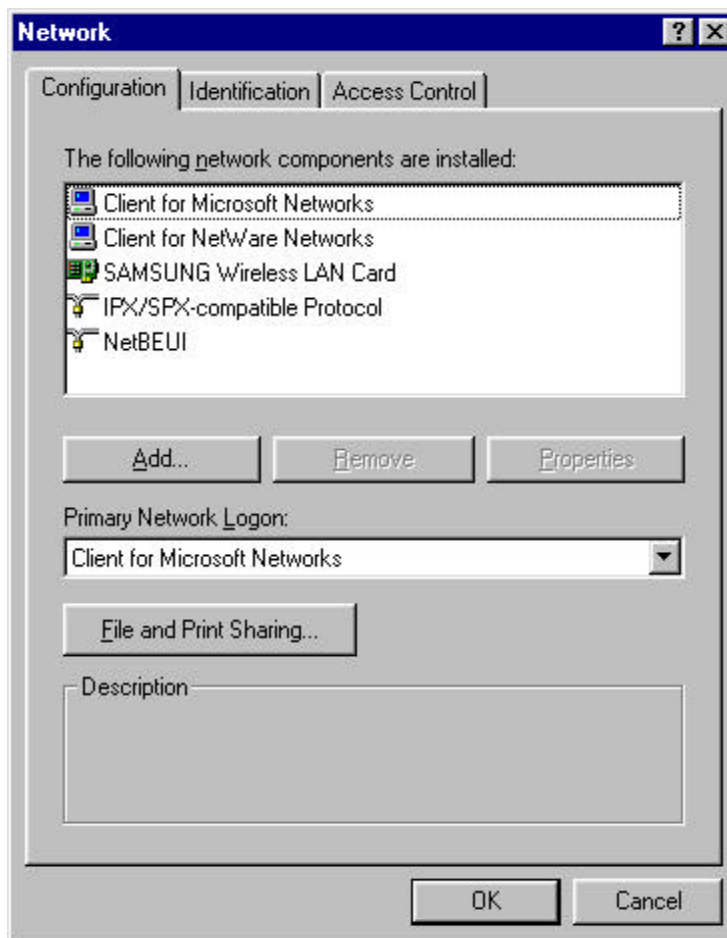 Network
Configuration Identification Access Control
The following network components are installed:
Client for Microsoft Networks
Client for NetWare Networks
SAMSUNG Wireless LAN Card
IPX/SPX-compatible Protocol
NetBEUI
Add... Remove Properties
Primary Network Logon:
Client for Microsoft Networks
File and Print Sharing...
Description
OK Cancel